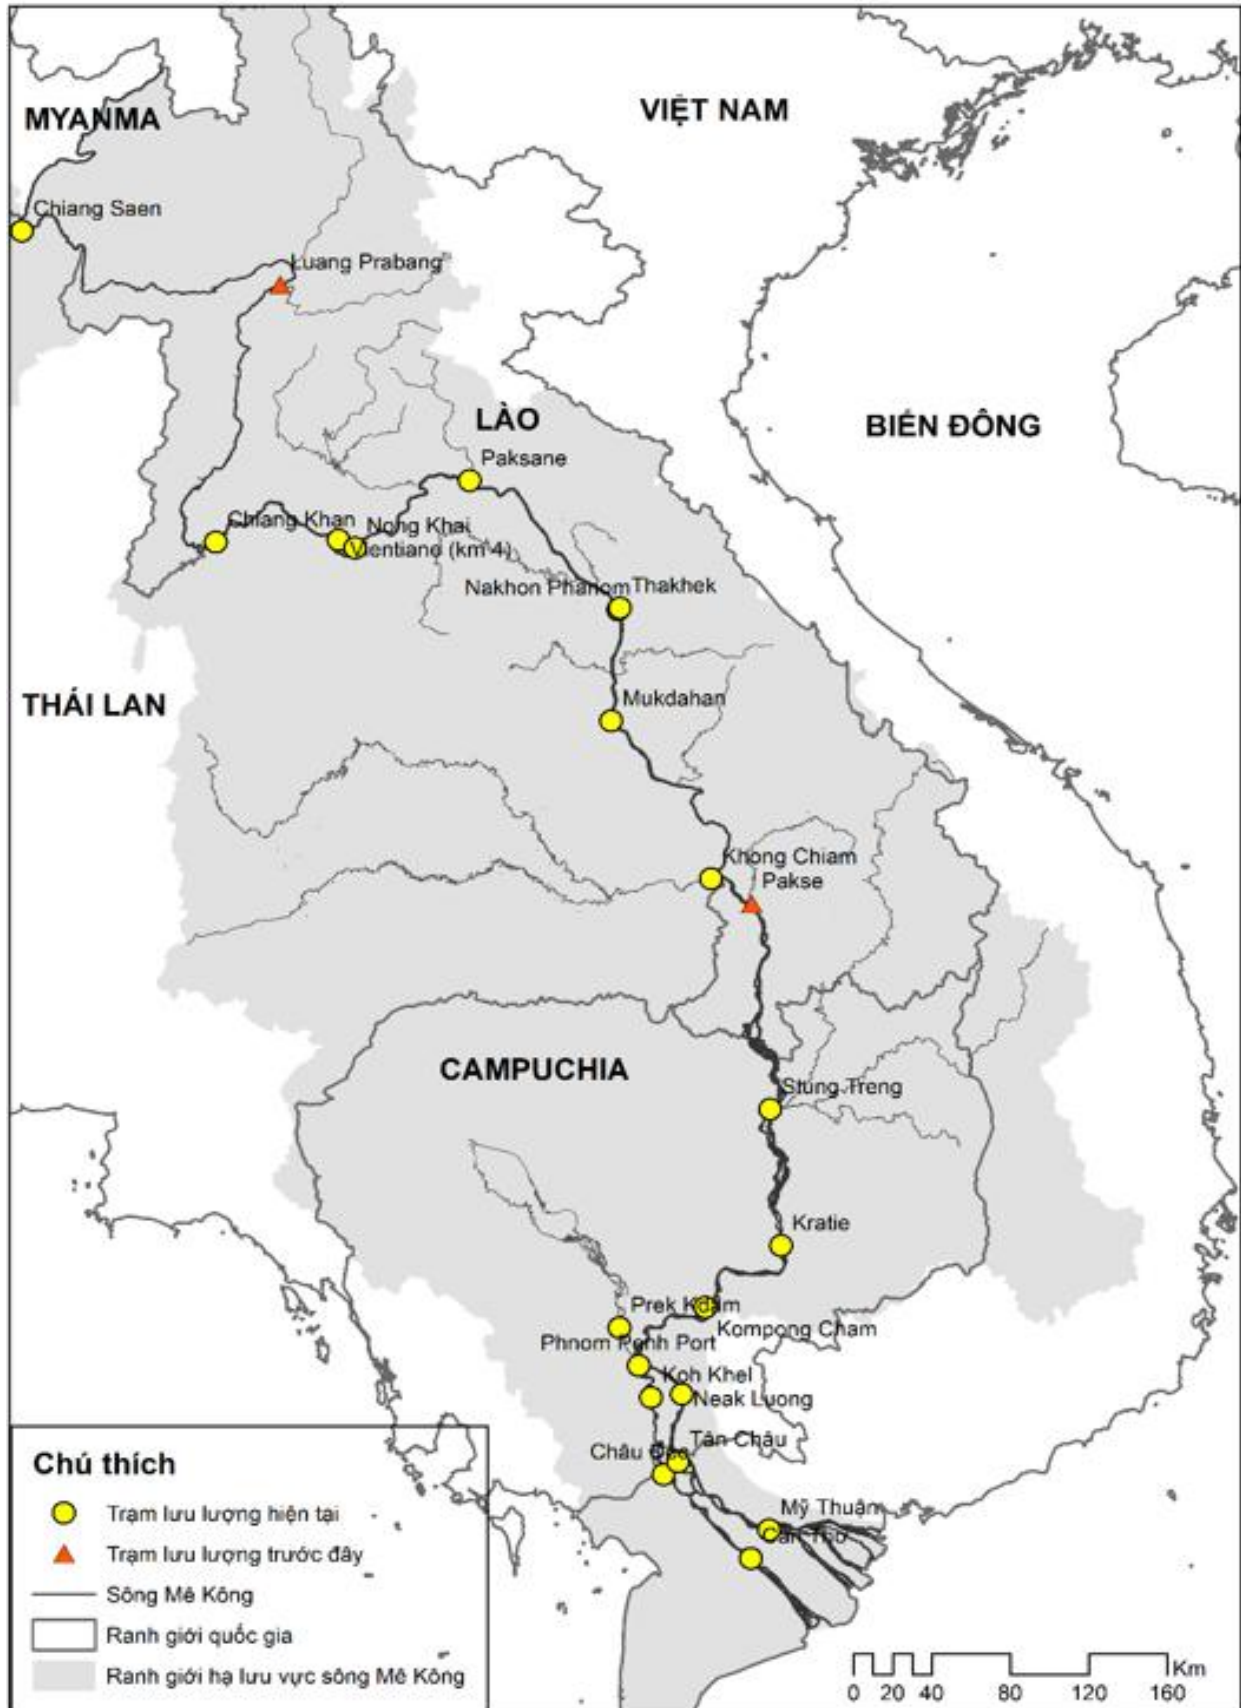 MYANMA
VIỆT NAM
Chiang Saen
Luang Prabang
LÀO
BIỂN ĐÔNG
Paksane
Chiang Khan
Nong Khai
Vientiane (km 4)
Nakhon Phanom
Thakhek
THÁI LAN
Mukdahan
Khong Chiam
Pakse
CAMPUCHIA
Stung Treng
Kratie
Prek Kdam
Kompong Cham
Phnom Penh Port
Koh Khel
Neak Luong
Tân Châu
Châu Đốc
Mỹ Thuận
Cần Thơ
Chú thích
Trạm lưu lượng hiện tại
Trạm lưu lượng trước đây
Sông Mê Kông
Ranh giới quốc gia
Ranh giới hạ lưu vực sông Mê Kông
Km
0 20 40 80 120 160